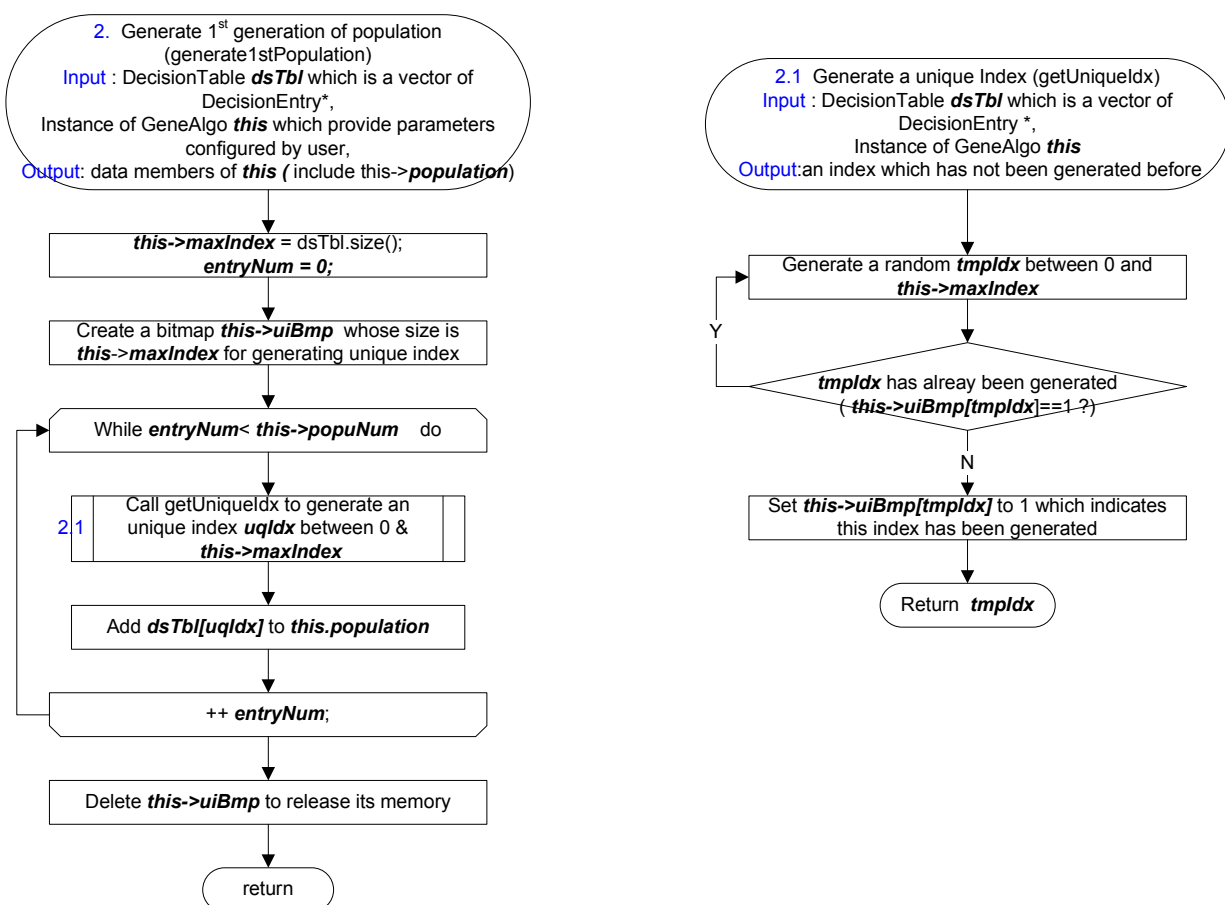 2. Generate 1st generation of population
(generate1stPopulation)
Input : DecisionTable dsTbl which is a vector of
DecisionEntry*,
Instance of GeneAlgo this which provide parameters
configured by user,
Output: data members of this ( include this->population)
this->maxIndex = dsTbl.size();
entryNum = 0;
Create a bitmap this->uiBmp whose size is
this->maxIndex for generating unique index
While entryNum< this->popuNum do
2.1
Call getUniqueIdx to generate an
unique index uqIdx between 0 &
this->maxIndex
Add dsTbl[uqIdx] to this.population
++ entryNum;
Delete this->uiBmp to release its memory
return
2.1 Generate a unique Index (getUniqueIdx)
Input : DecisionTable dsTbl which is a vector of
DecisionEntry *,
Instance of GeneAlgo this
Output:an index which has not been generated before
Generate a random tmpIdx between 0 and
this->maxIndex
Y
tmpIdx has alreay been generated
( this->uiBmp[tmpIdx]==1 ?)
N
Set this->uiBmp[tmpIdx] to 1 which indicates
this index has been generated
Return tmpIdx